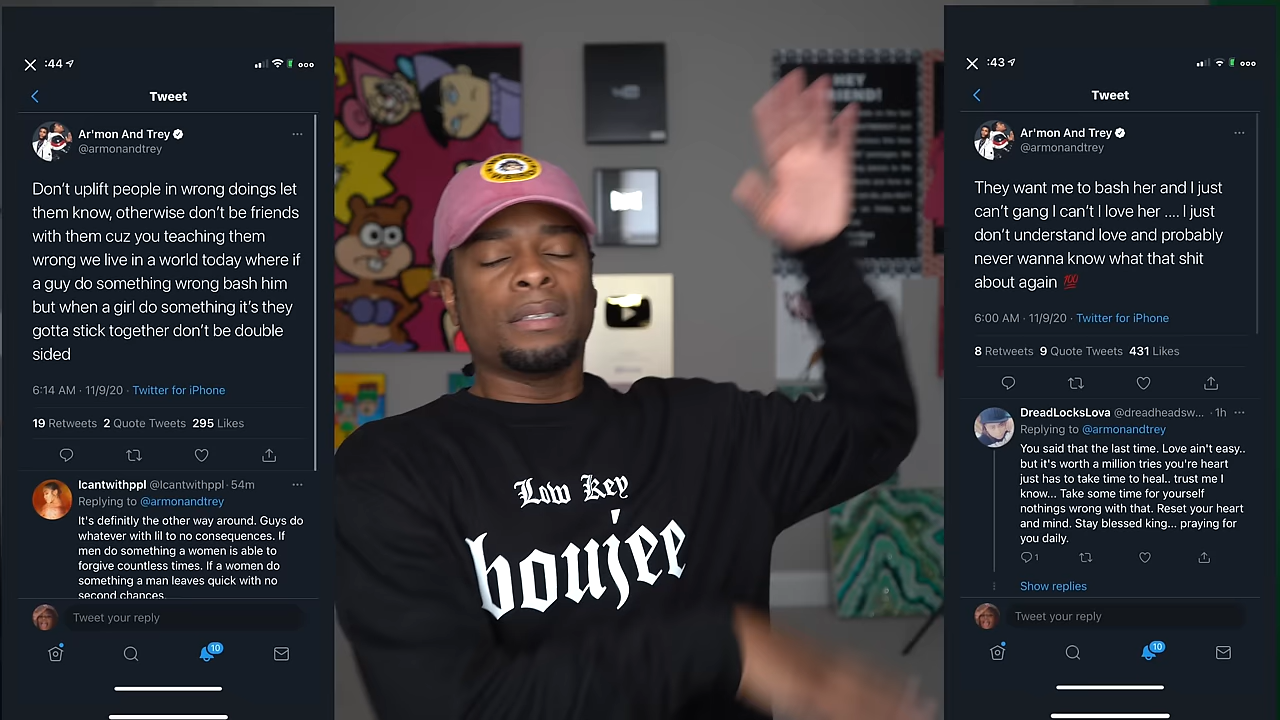 :44
Tweet
Ar'mon And Trey
@armonandtrey
Don't uplift people in wrong doings let
them know, otherwise don't be friends
with them cuz you teaching them
wrong we live in a world today where if
a guy do something wrong bash him
but when a girl do something it's they
gotta stick together don't be double
sided
6:14 AM · 11/9/20 · Twitter for iPhone
19 Retweets 2 Quote Tweets 295 Likes
Icantwithppl @Icantwithppl · 54m
Replying to @armonandtrey
It's definitly the other way around. Guys do
whatever with lil to no consequences. If
men do something a women is able to
forgive countless times. If a women do
something a man leaves quick with no
second chances.
Tweet your reply
10
HEY
FRIEND!
Low Key
boujee
:43
Tweet
Ar'mon And Trey
@armonandtrey
They want me to bash her and I just
can't gang I can't I love her .... I just
don't understand love and probably
never wanna know what that shit
about again 💯
6:00 AM · 11/9/20 · Twitter for iPhone
8 Retweets 9 Quote Tweets 431 Likes
DreadLocksLova @dreadheadsw... · 1h
Replying to @armonandtrey
You said that the last time. Love ain't easy..
but it's worth a million tries you're heart
just has to take time to heal.. trust me I
know... Take some time for yourself
nothings wrong with that. Reset your heart
and mind. Stay blessed king... praying for
you daily.
1
Show replies
Tweet your reply
10